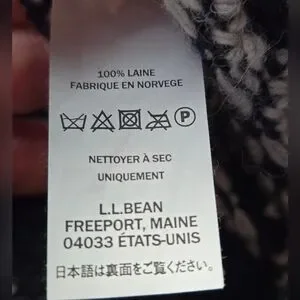 100% LAINE
FABRIQUE EN NORVEGE
P
NETTOYER À SEC
UNIQUEMENT
L.L.BEAN
FREEPORT, MAINE
04033 ÉTATS-UNIS
日本語は裏面をご覧ください。